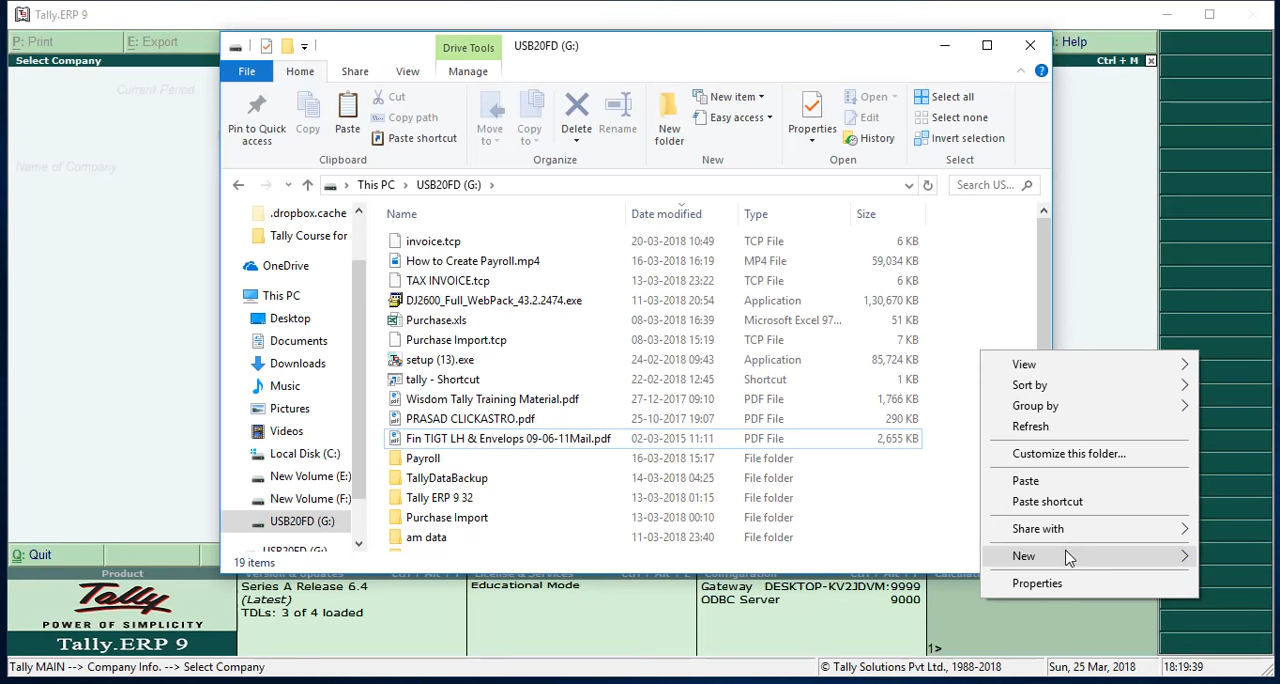 Tally.ERP 9
P: Print
E: Export
Help
Select Company
Ctrl + M
Current Period
Name of Company
Drive Tools
USB20FD (G:)
File
Home
Share
View
Manage
Pin to Quick access
Copy
Paste
Cut
Copy path
Paste shortcut
Clipboard
Move to
Copy to
Delete
Rename
Organize
New folder
New item
Easy access
New
Properties
Open
Edit
History
Open
Select all
Select none
Invert selection
Select
This PC
USB20FD (G:)
Search US...
.dropbox.cache
Tally Course for
OneDrive
This PC
Desktop
Documents
Downloads
Music
Pictures
Videos
Local Disk (C:)
New Volume (E:)
New Volume (F:)
USB20FD (G:)
USB20FD (G:)
Name Date modified Type Size
invoice.tcp 20-03-2018 10:49 TCP File 6 KB
How to Create Payroll.mp4 16-03-2018 16:19 MP4 File 59,034 KB
TAX INVOICE.tcp 13-03-2018 23:22 TCP File 6 KB
DJ2600_Full_WebPack_43.2.2474.exe 11-03-2018 20:54 Application 1,30,670 KB
Purchase.xls 08-03-2018 16:39 Microsoft Excel 97... 51 KB
Purchase Import.tcp 08-03-2018 15:19 TCP File 7 KB
setup (13).exe 24-02-2018 09:43 Application 85,724 KB
tally - Shortcut 22-02-2018 12:45 Shortcut 1 KB
Wisdom Tally Training Material.pdf 27-12-2017 09:10 PDF File 1,766 KB
PRASAD CLICKASTRO.pdf 25-10-2017 19:07 PDF File 290 KB
Fin TIGT LH & Envelops 09-06-11Mail.pdf 02-03-2015 11:11 PDF File 2,655 KB
Payroll 16-03-2018 15:17 File folder
TallyDataBackup 14-03-2018 04:25 File folder
Tally ERP 9 32 13-03-2018 01:15 File folder
Purchase Import 13-03-2018 00:10 File folder
am data 11-03-2018 23:40 File folder
19 items
View
Sort by
Group by
Refresh
Customize this folder...
Paste
Paste shortcut
Share with
New
Properties
Q: Quit
Product
Tally
POWER OF SIMPLICITY
Tally.ERP 9
Series A Release 6.4
(Latest)
TDLs: 3 of 4 loaded
Educational Mode
Gateway DESKTOP-KV2JDVM:9999
ODBC Server 9000
1>
Tally MAIN --> Company Info. --> Select Company
© Tally Solutions Pvt Ltd., 1988-2018
Sun, 25 Mar, 2018
18:19:39